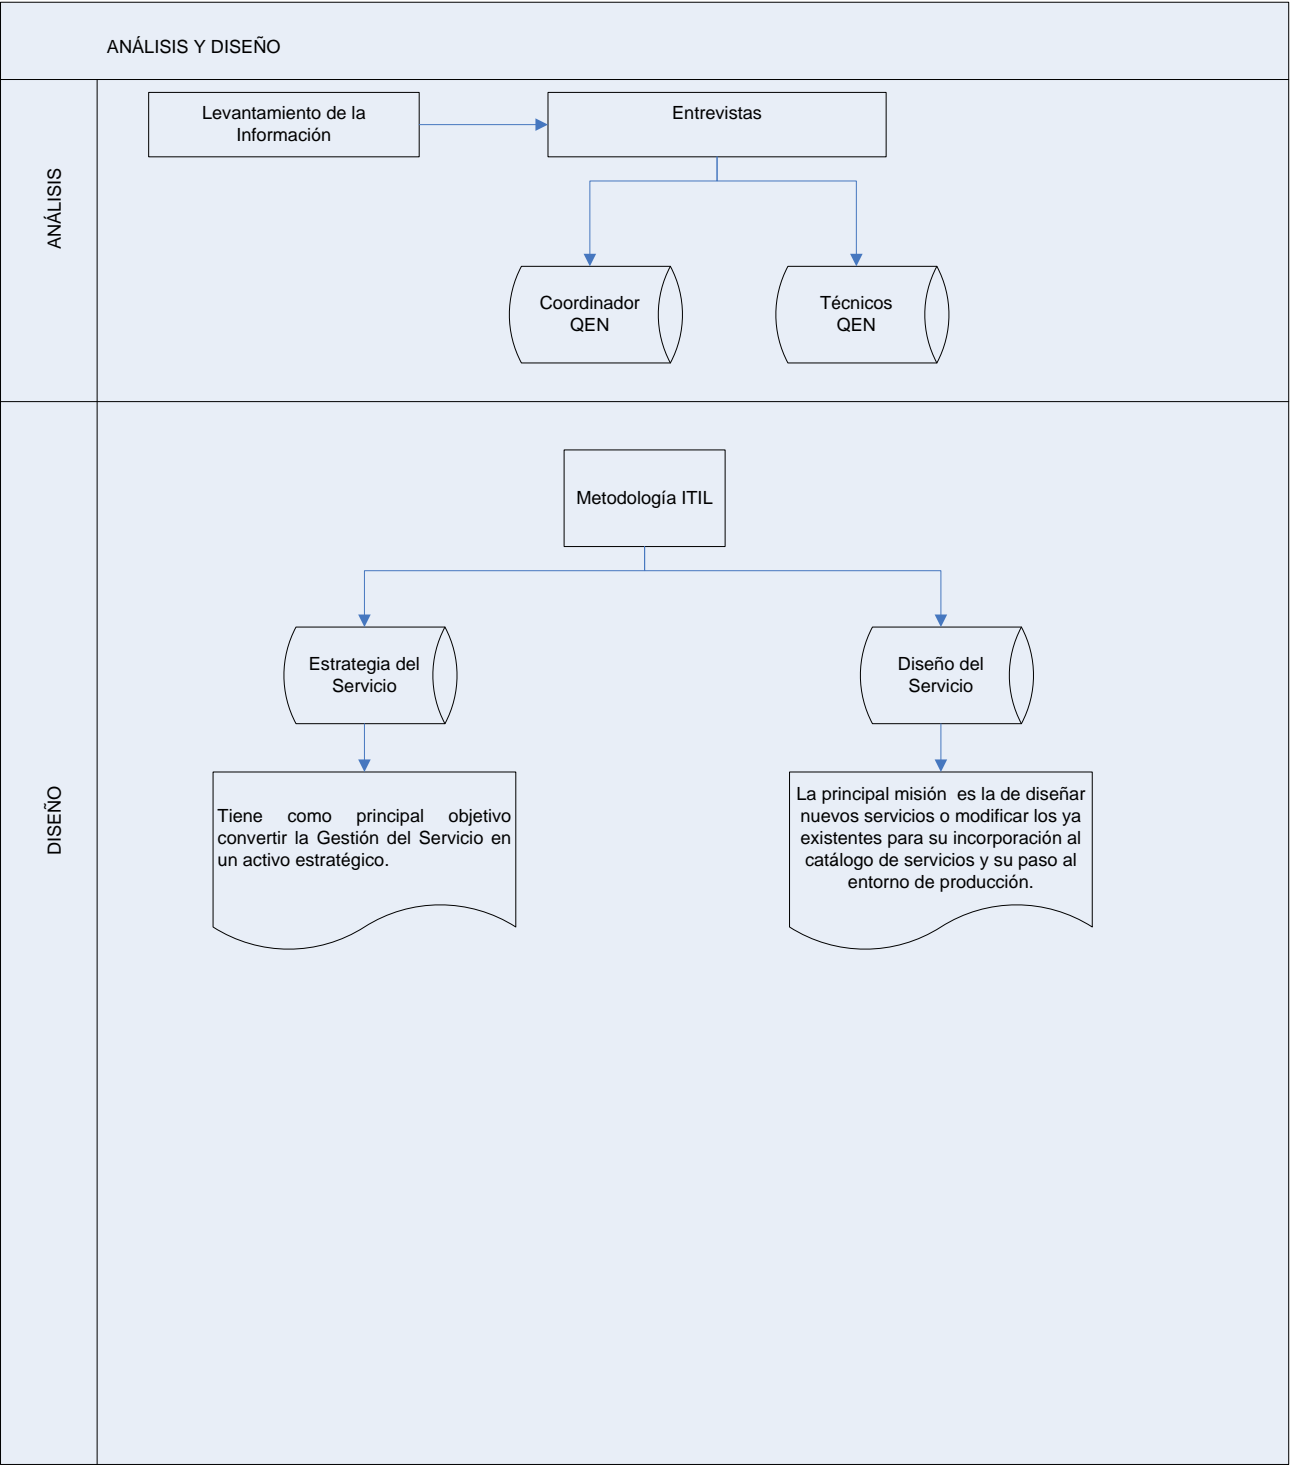 ANÁLISIS Y DISEÑO
ANÁLISIS
Levantamiento de la
Información
Entrevistas
Coordinador
QEN
Técnicos
QEN
DISEÑO
Metodología ITIL
Estrategia del
Servicio
Diseño del
Servicio
Tiene como principal objetivo
convertir la Gestión del Servicio en
un activo estratégico.
La principal misión  es la de diseñar
nuevos servicios o modificar los ya
existentes para su incorporación al
catálogo de servicios y su paso al
entorno de producción.